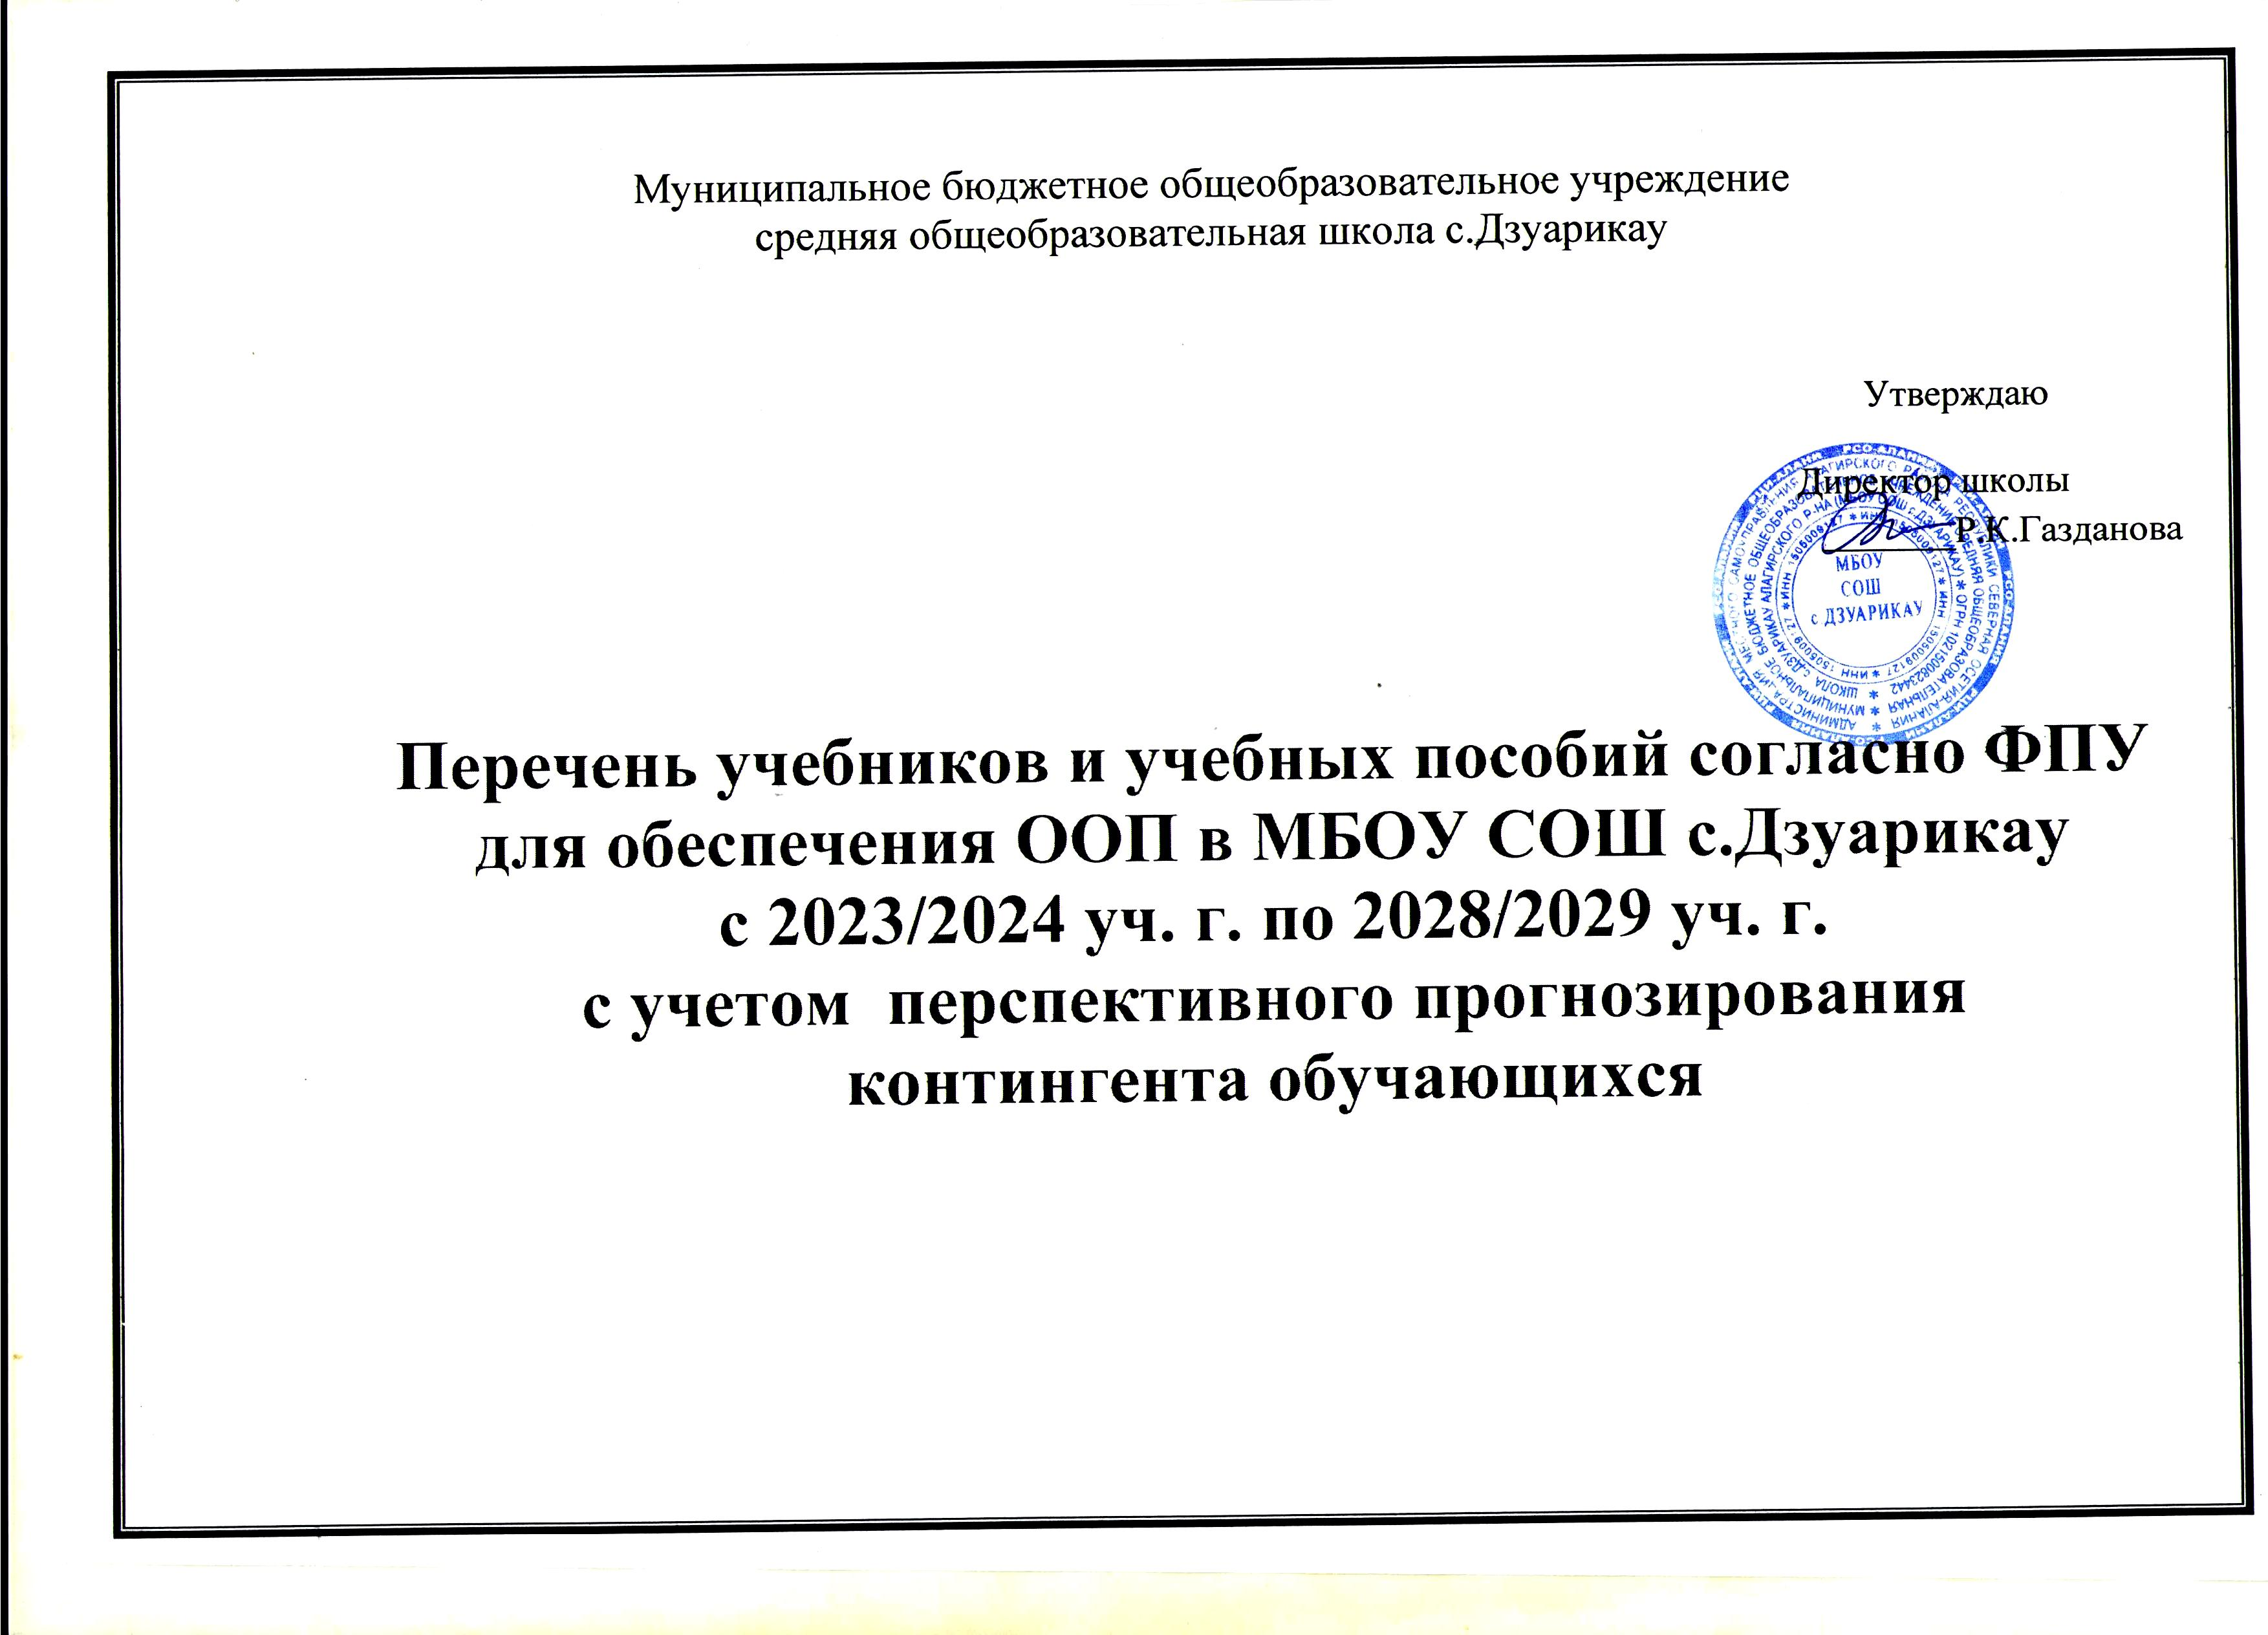 Муниципальное бюджетное общеобразовательное учреждение
средняя общеобразовательная школа с.Дзуарикау
Утверждаю
Директор школы
Р.К.Газданова
МБОУ
СОШ
с ДЗУАРИКАУ
Перечень учебников и учебных пособий согласно ФПУ
для обеспечения ООП в МБОУ СОШ с.Дзуарикау
с 2023/2024 уч. г. по 2028/2029 уч. г.
с учетом перспективного прогнозирования
контингента обучающихся